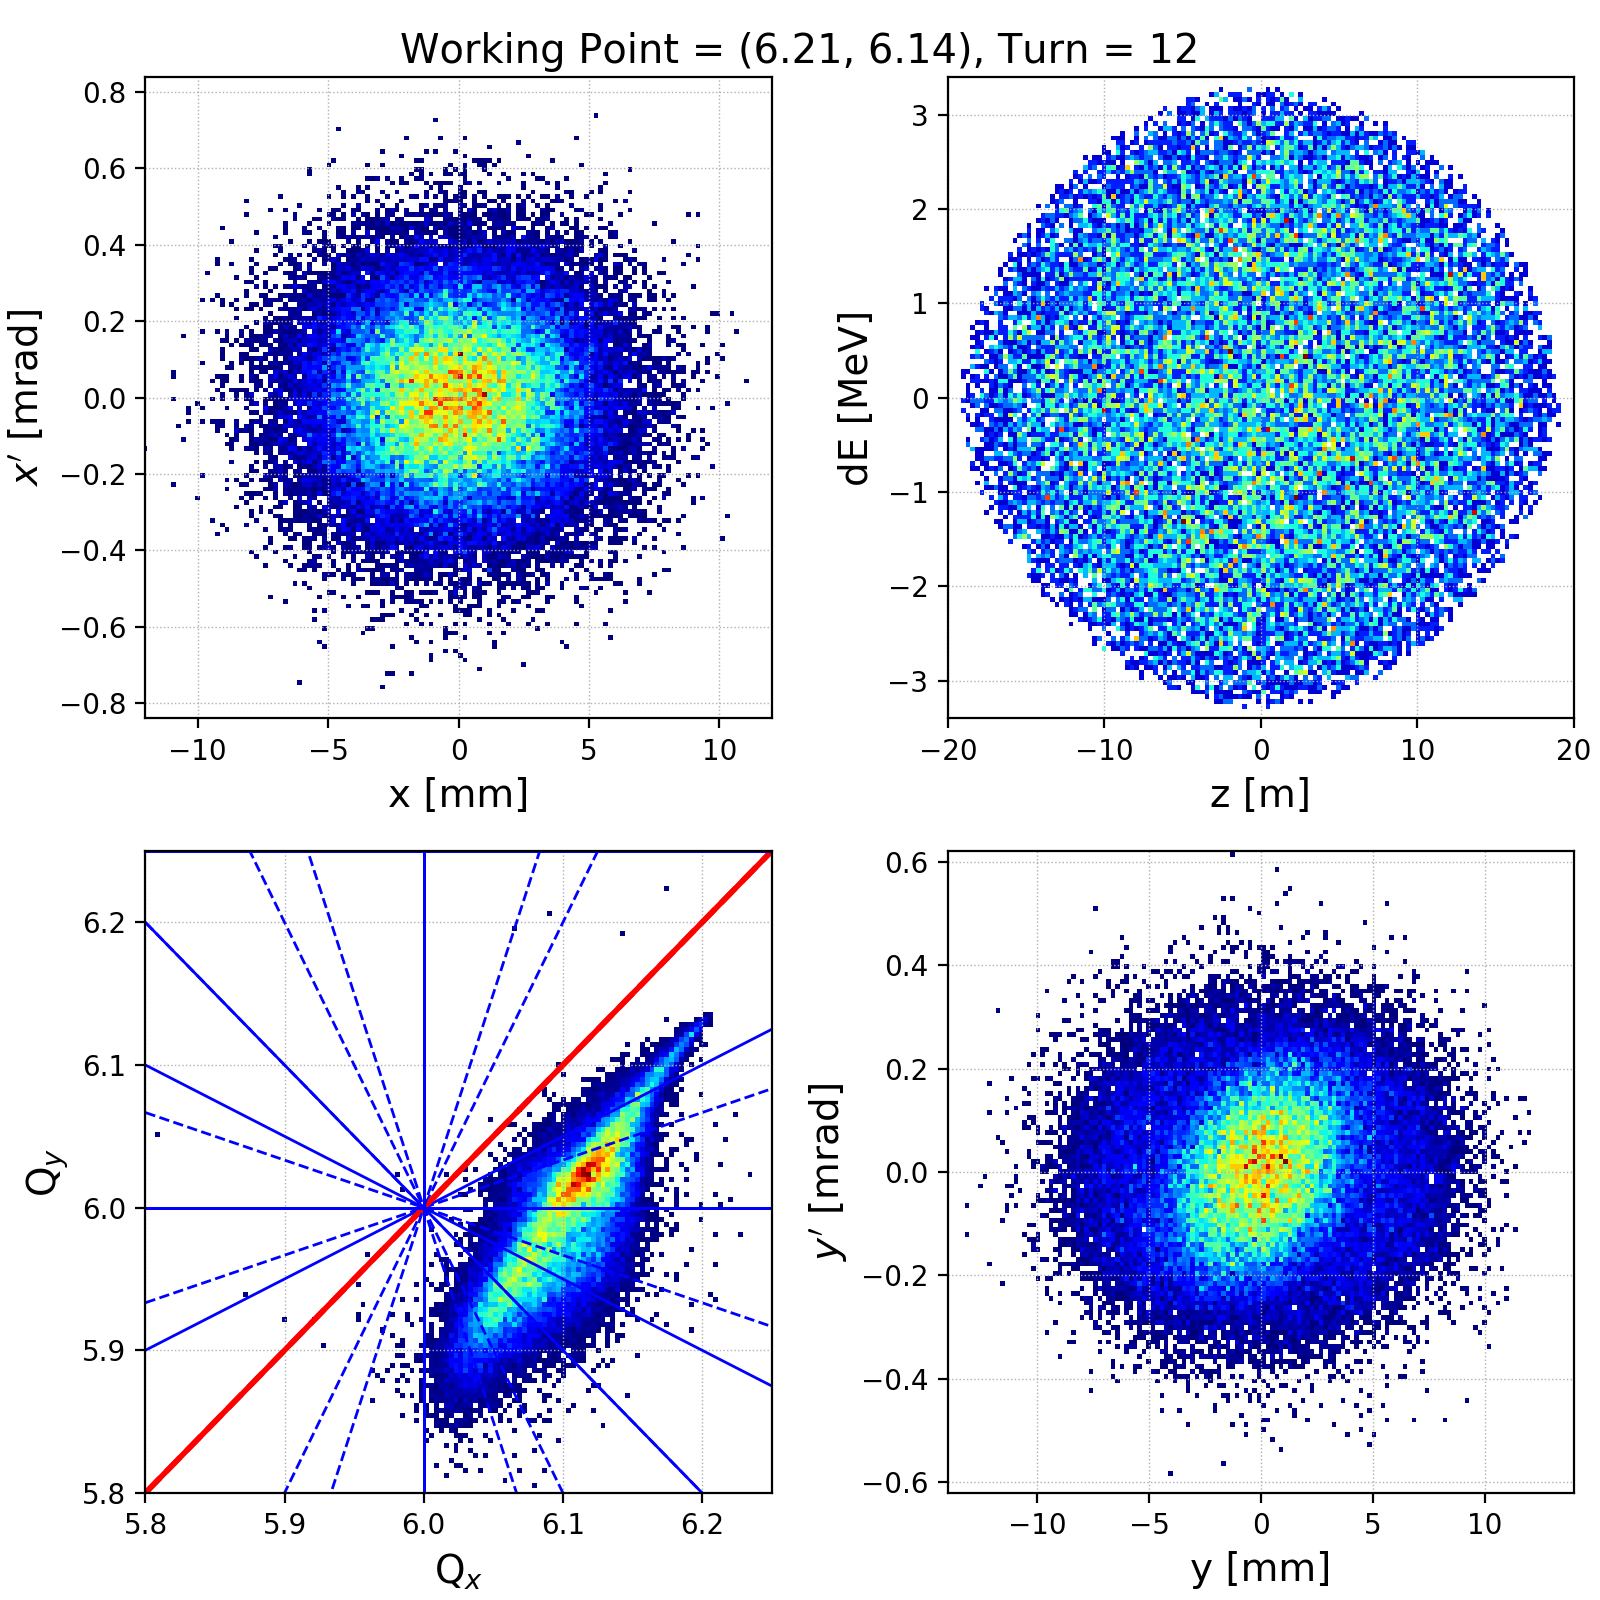 Working Point = (6.21, 6.14), Turn = 12
0.8
0.6
0.4
0.2
0.0
−0.2
−0.4
−0.6
−0.8
x′ [mrad]
−10 −5 0 5 10
x [mm]
3
2
1
0
−1
−2
−3
dE [MeV]
−20 −10 0 10 20
z [m]
6.2
6.1
6.0
5.9
5.8
Qy
5.8 5.9 6.0 6.1 6.2
Qx
0.6
0.4
0.2
0.0
−0.2
−0.4
−0.6
y′ [mrad]
−10 −5 0 5 10
y [mm]